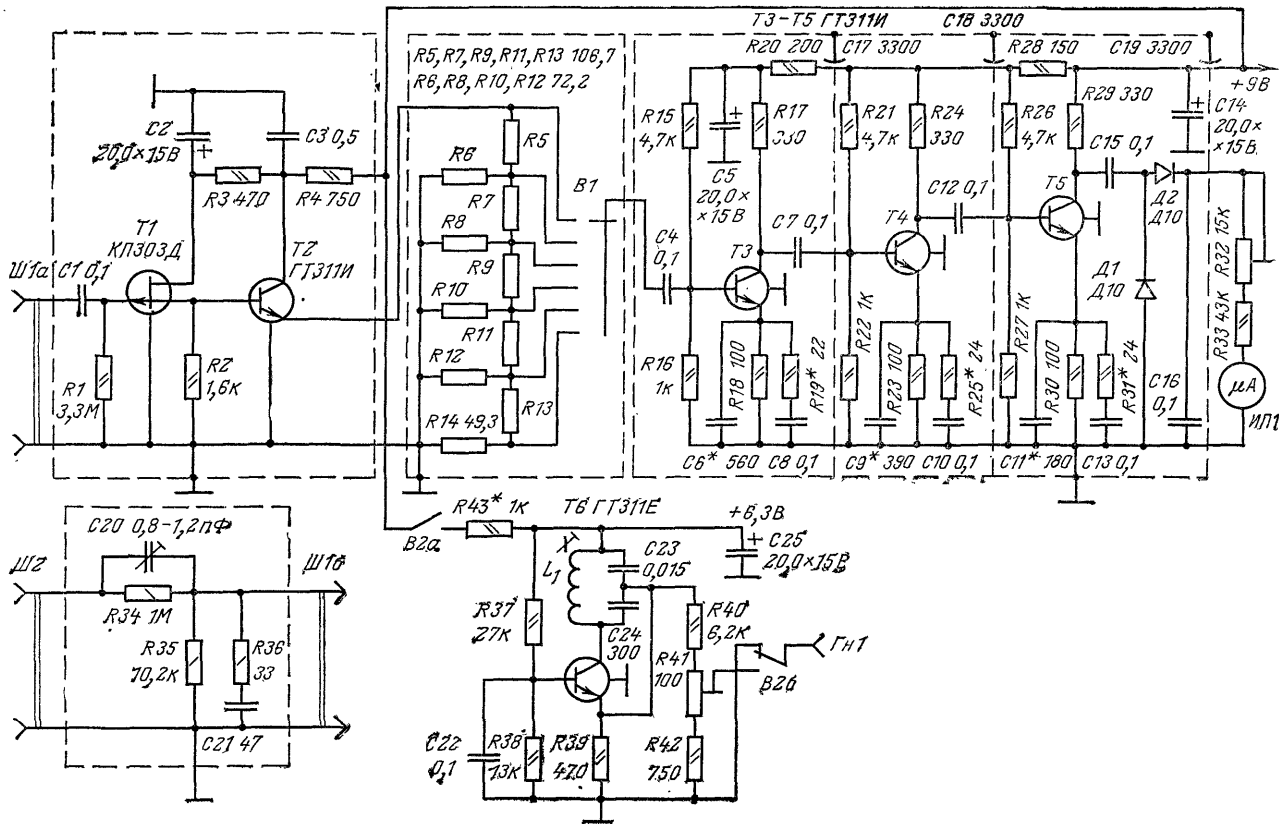 Т3–Т5 ГТ311И
С18 3300
R5, R7, R9, R11, R13 106,7
R6, R8, R10, R12 72,2
R20 200
С17 3300
R28 150
С19 3300
+9В
С2
20,0×15В
+
С3 0,5
R3 470
R4 750
Т1
КП303Д
Т2
ГТ311И
Ш1а
С1 0,1
R1
3,3М
R2
1,6к
R5
R6
R7
R8
R9
R10
R11
R12
R13
R14 49,3
В1
R15
4,7к
+
С5
20,0×
×15В
R17
330
R21
4,7к
R24
330
R26
4,7к
R29 330
+
С14
20,0×
×15В
С4
0,1
Т3
С7 0,1
Т4
С12 0,1
Т5
С15 0,1
Д2
Д10
Д1
Д10
R32 15к
R33 43к
μА
ИП1
R16
1к
R18 100
R19* 22
R22 1к
R23 100
R25* 24
R27 1к
R30 100
R31* 24
С16
0,1
С6* 560
С8 0,1
С9* 390
С10 0,1
С11* 180
С13 0,1
С20 0,8–1,2пФ
Ш2
Ш1б
R34 1М
R35
10,2к
R36
33
С21 47
R43* 1к
В2а
Т6 ГТ311Е
+6,3В
+
С25
20,0×15В
L1
С23
0,015
С24
300
R37
27к
R40
6,2к
R41
100
Гн1
В2б
С22
0,1
R38
13к
R39
470
R42
750